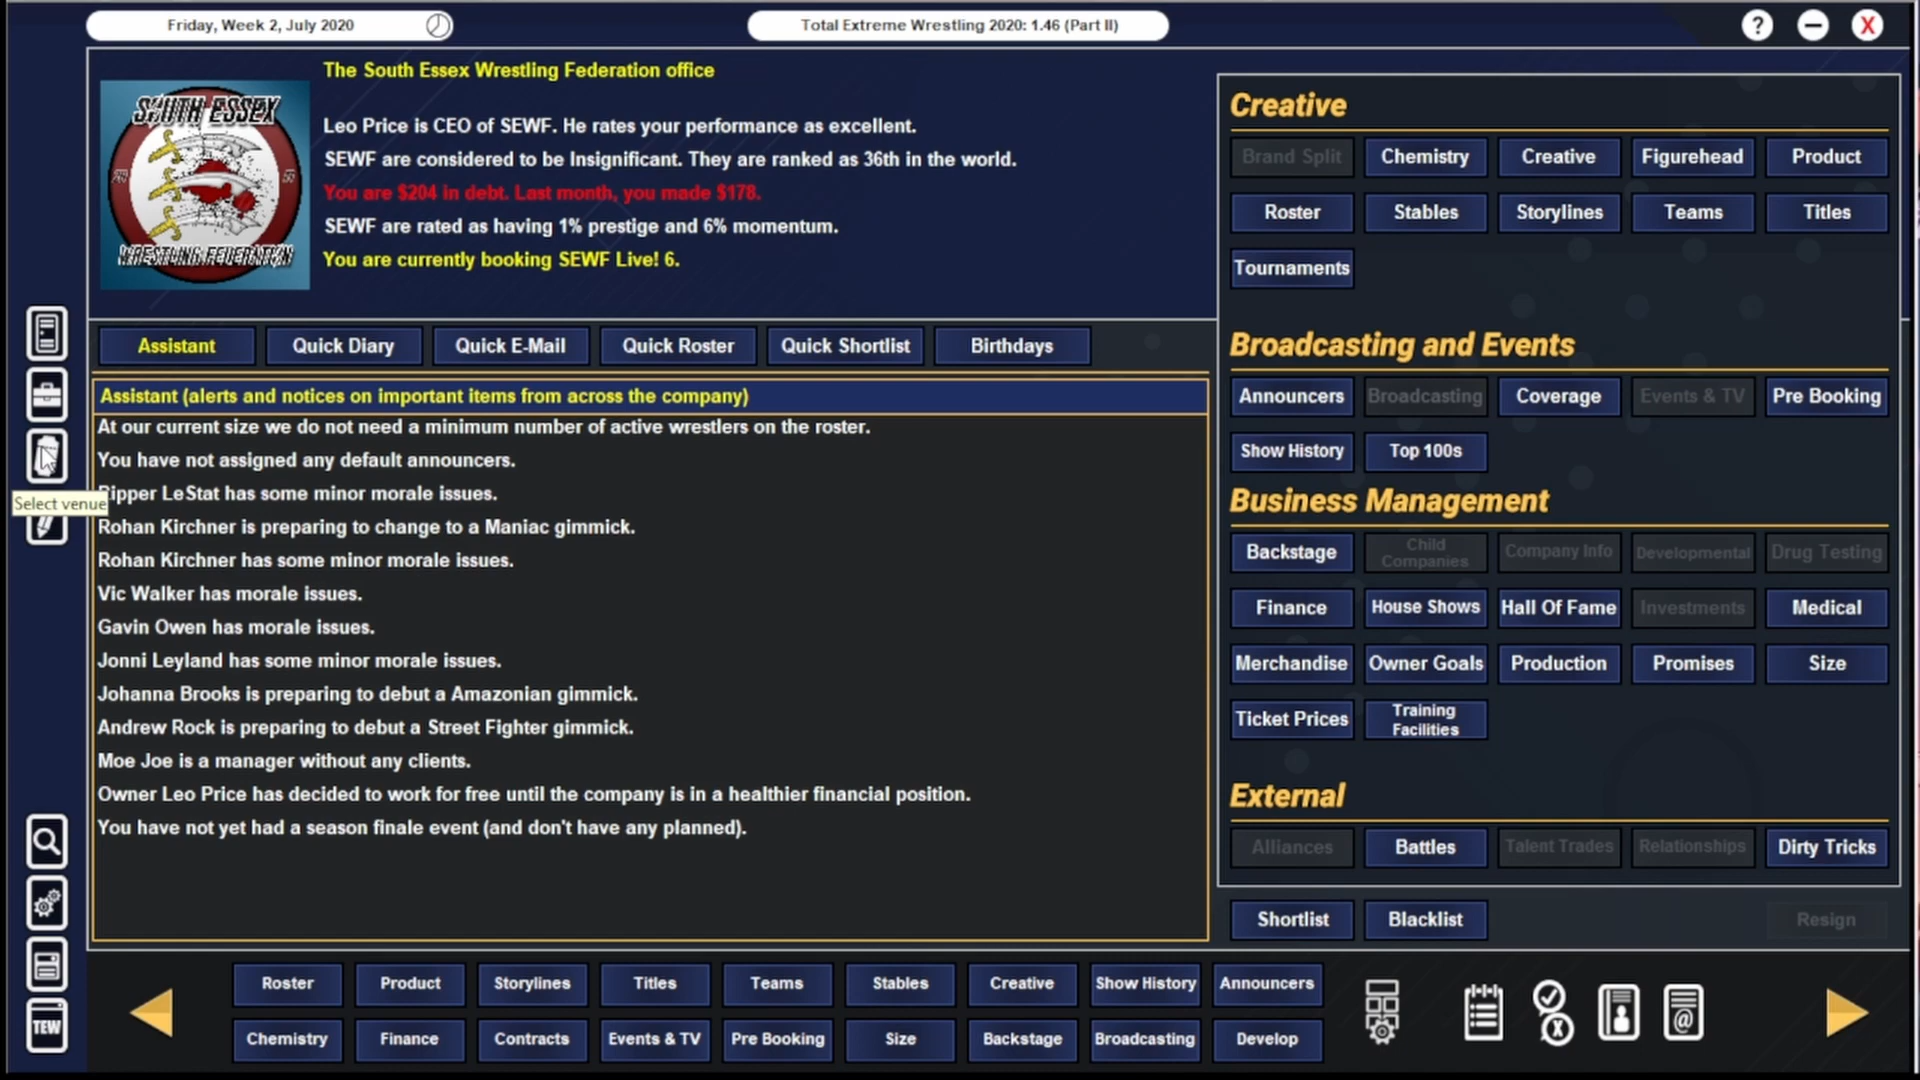 Friday, Week 2, July 2020
Total Extreme Wrestling 2020: 1.46 (Part II)
?
X
The South Essex Wrestling Federation office
SOUTH ESSEX
WRESTLING FEDERATION
Leo Price is CEO of SEWF. He rates your performance as excellent.
SEWF are considered to be Insignificant. They are ranked as 36th in the world.
You are $204 in debt. Last month, you made $178.
SEWF are rated as having 1% prestige and 6% momentum.
You are currently booking SEWF Live! 6.
Assistant
Quick Diary
Quick E-Mail
Quick Roster
Quick Shortlist
Birthdays
Assistant (alerts and notices on important items from across the company)
At our current size we do not need a minimum number of active wrestlers on the roster.
You have not assigned any default announcers.
Select venue
ipper LeStat has some minor morale issues.
Rohan Kirchner is preparing to change to a Maniac gimmick.
Rohan Kirchner has some minor morale issues.
Vic Walker has morale issues.
Gavin Owen has morale issues.
Jonni Leyland has some minor morale issues.
Johanna Brooks is preparing to debut a Amazonian gimmick.
Andrew Rock is preparing to debut a Street Fighter gimmick.
Moe Joe is a manager without any clients.
Owner Leo Price has decided to work for free until the company is in a healthier financial position.
You have not yet had a season finale event (and don't have any planned).
Creative
Brand Split
Chemistry
Creative
Figurehead
Product
Roster
Stables
Storylines
Teams
Titles
Tournaments
Broadcasting and Events
Announcers
Broadcasting
Coverage
Events & TV
Pre Booking
Show History
Top 100s
Business Management
Backstage
Child
Companies
Company Info
Developmental
Drug Testing
Finance
House Shows
Hall Of Fame
Investments
Medical
Merchandise
Owner Goals
Production
Promises
Size
Ticket Prices
Training
Facilities
External
Alliances
Battles
Talent Trades
Relationships
Dirty Tricks
Shortlist
Blacklist
Resign
TEW
Roster
Product
Storylines
Titles
Teams
Stables
Creative
Show History
Announcers
Chemistry
Finance
Contracts
Events & TV
Pre Booking
Size
Backstage
Broadcasting
Develop